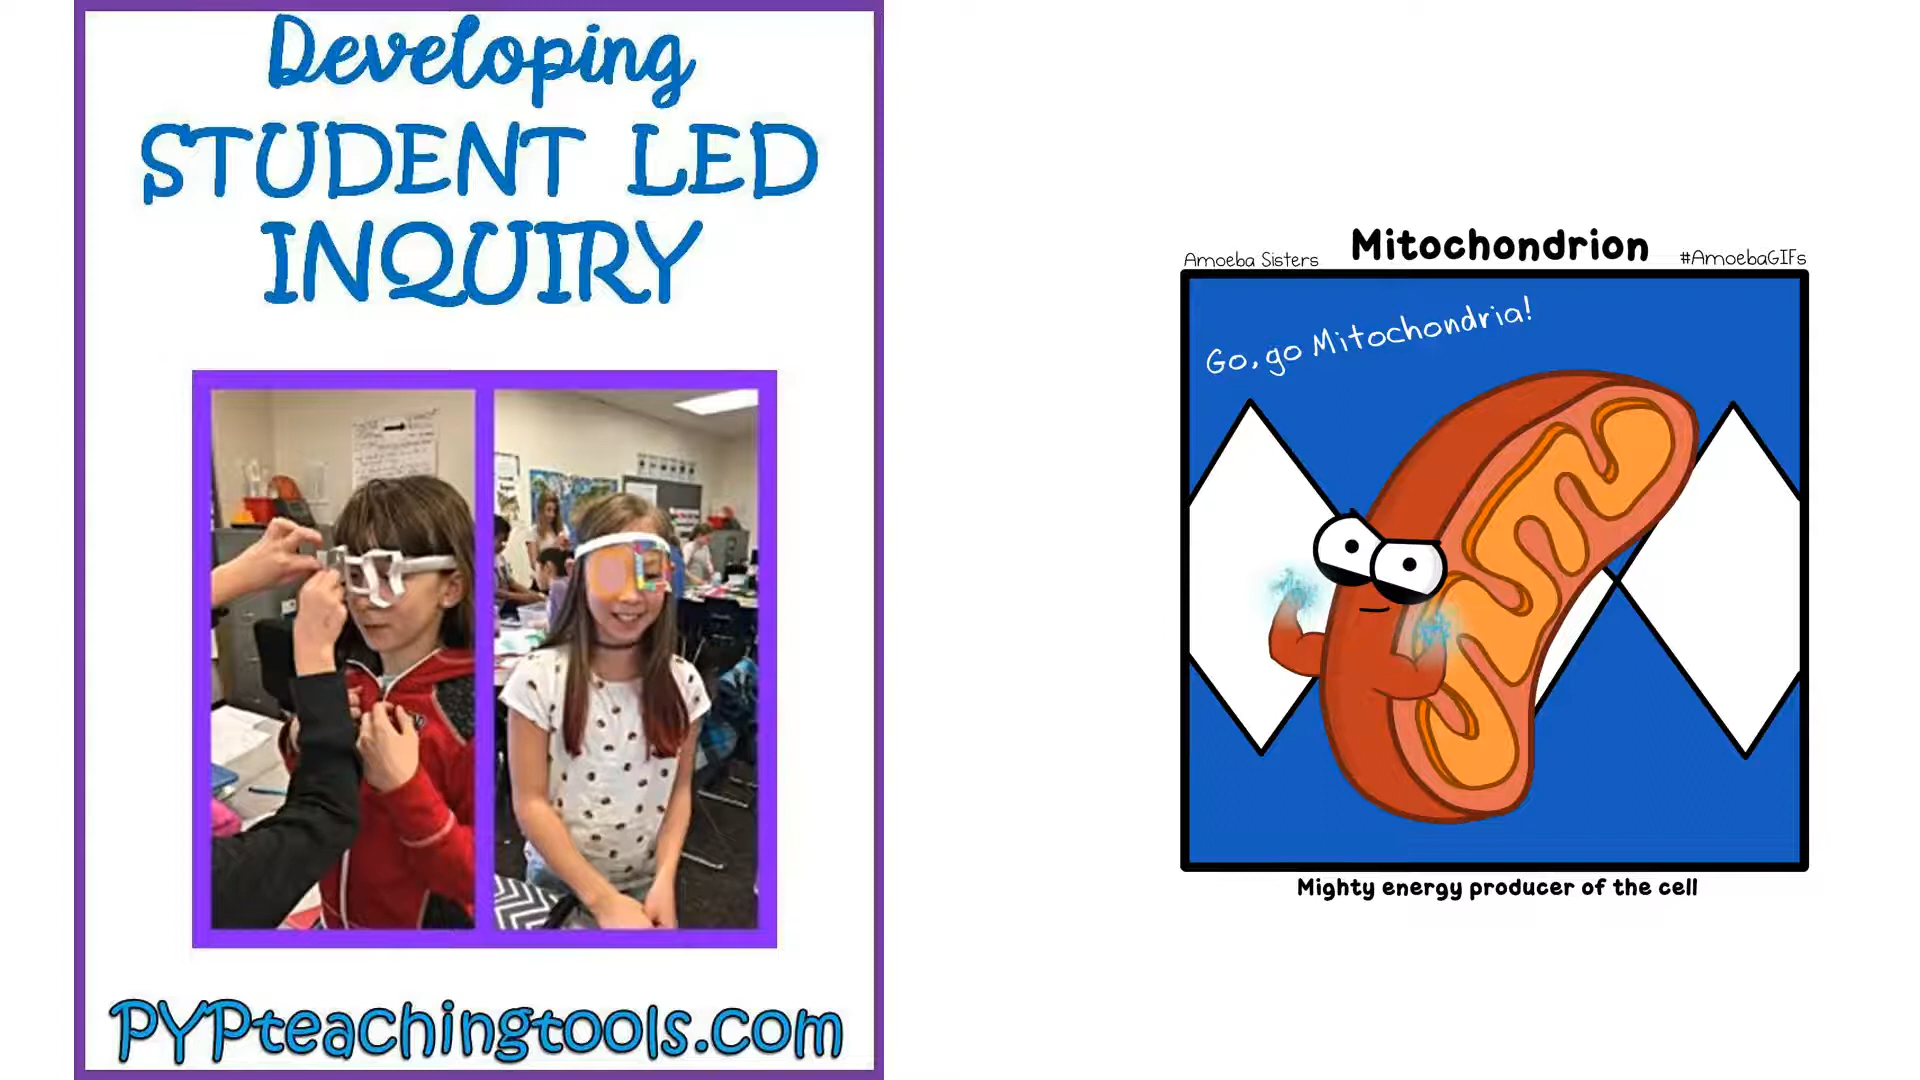 Developing
STUDENT LED
INQUIRY
PYPteachingtools.com
Mitochondrion
Amoeba Sisters
#AmoebaGIFs
Go, go Mitochondria!
Mighty energy producer of the cell